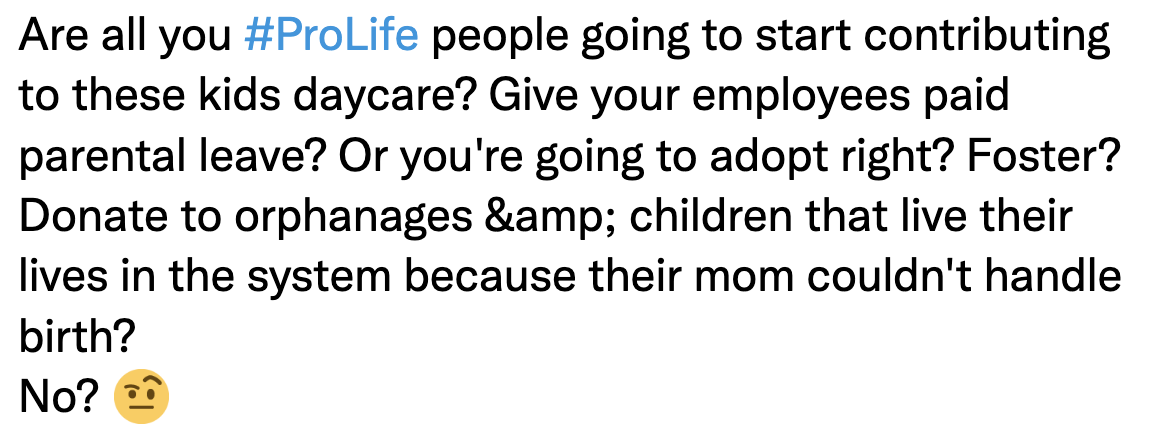 Are all you #ProLife people going to start contributing
to these kids daycare? Give your employees paid
parental leave? Or you're going to adopt right? Foster?
Donate to orphanages &amp; children that live their
lives in the system because their mom couldn't handle
birth?
No? 🤨